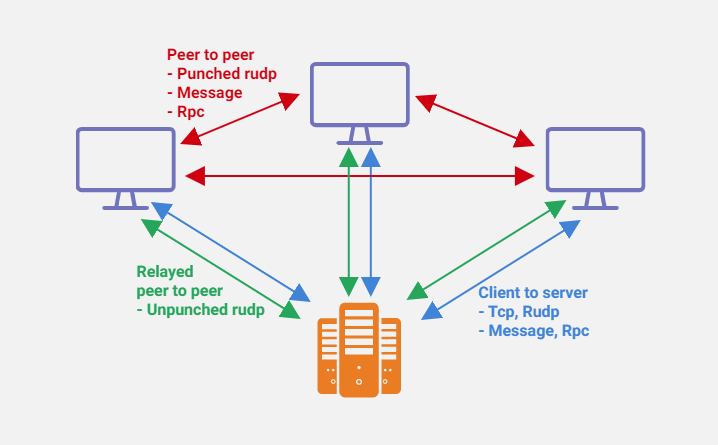 Peer to peer
- Punched rudp
- Message
- Rpc
Relayed
peer to peer
- Unpunched rudp
Client to server
- Tcp, Rudp
- Message, Rpc